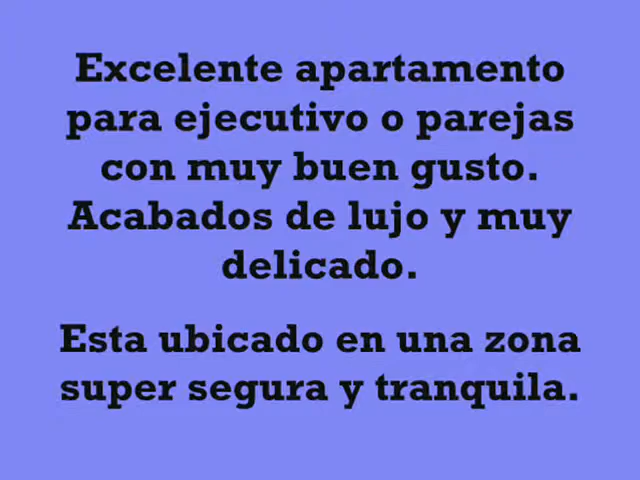 Excelente apartamento
para ejecutivo o parejas
con muy buen gusto.
Acabados de lujo y muy
delicado.
Esta ubicado en una zona
super segura y tranquila.